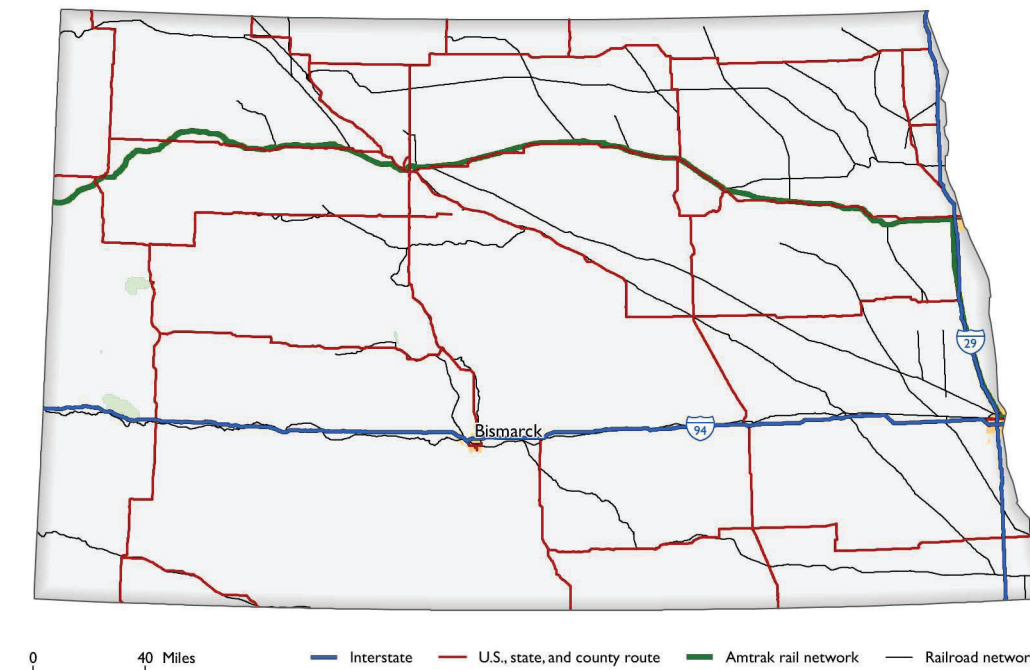 29
Bismarck
94
0 40 Miles Interstate U.S., state, and county route Amtrak rail network Railroad networ